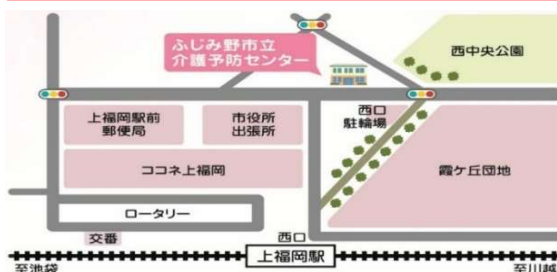 ふじみ野市立
介護予防センター
西中央公園
上福岡駅前
郵便局
市役所
出張所
西口
駐輪場
ココネ上福岡
霞ケ丘団地
ロータリー
交番
西口
上福岡駅
至池袋
至川越